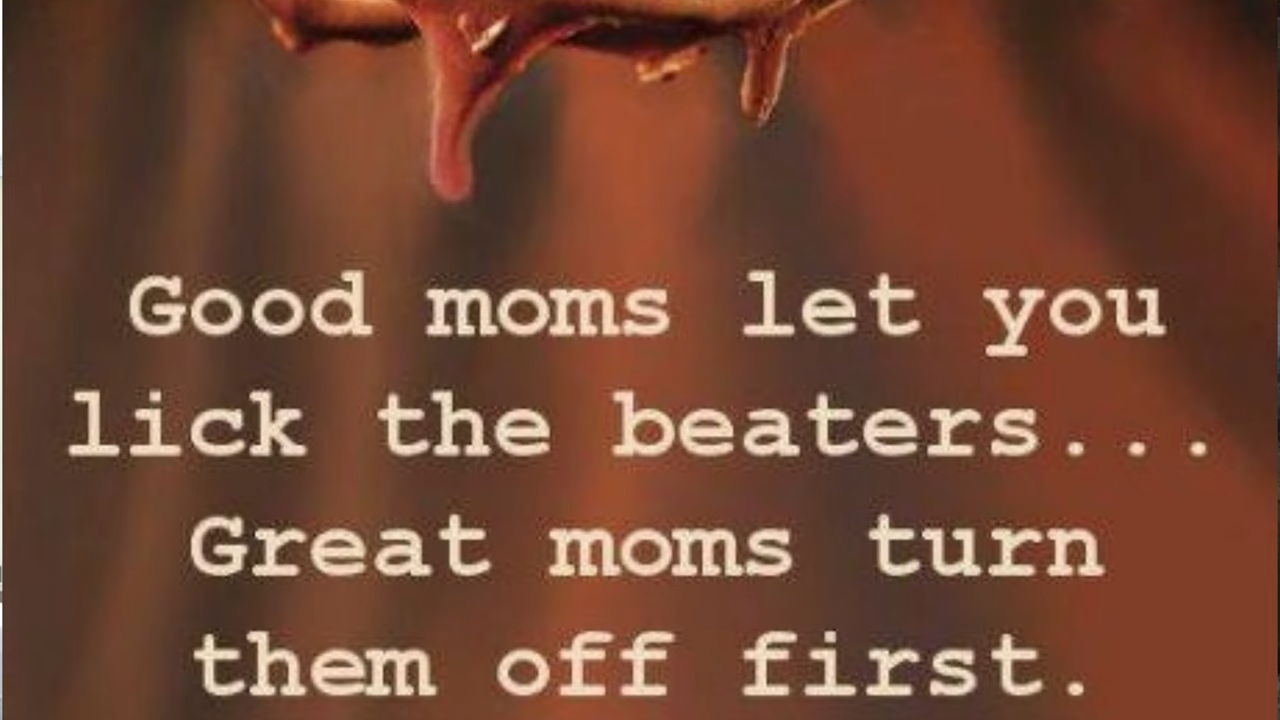 Good moms let you
lick the beaters...
Great moms turn
them off first.